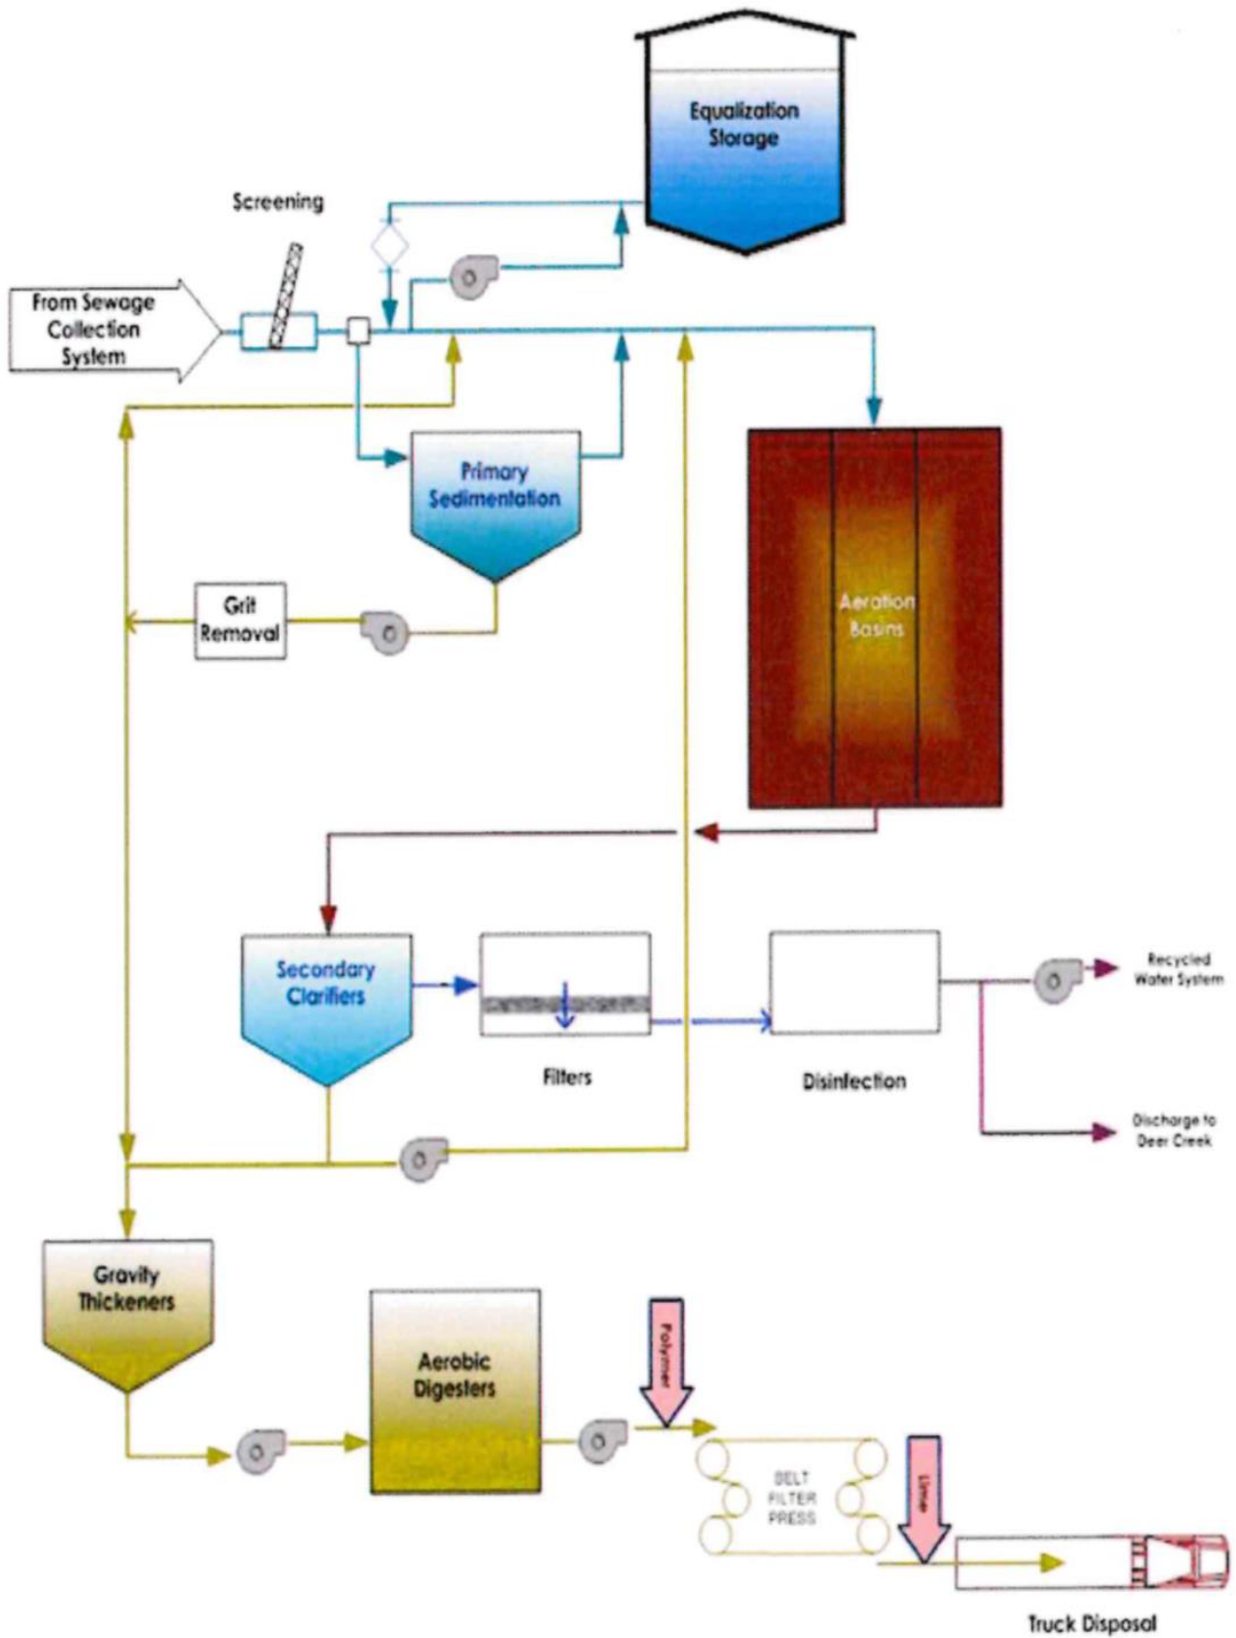 Equalization
Storage
Screening
From Sewage
Collection
System
Primary
Sedimentation
Grit
Removal
Aeration
Basins
Secondary
Clarifiers
Filters
Disinfection
Recycled
Water System
Discharge to
Deer Creek
Gravity
Thickeners
Aerobic
Digesters
Polymer
BELT
FILTER
PRESS
Lime
Truck Disposal